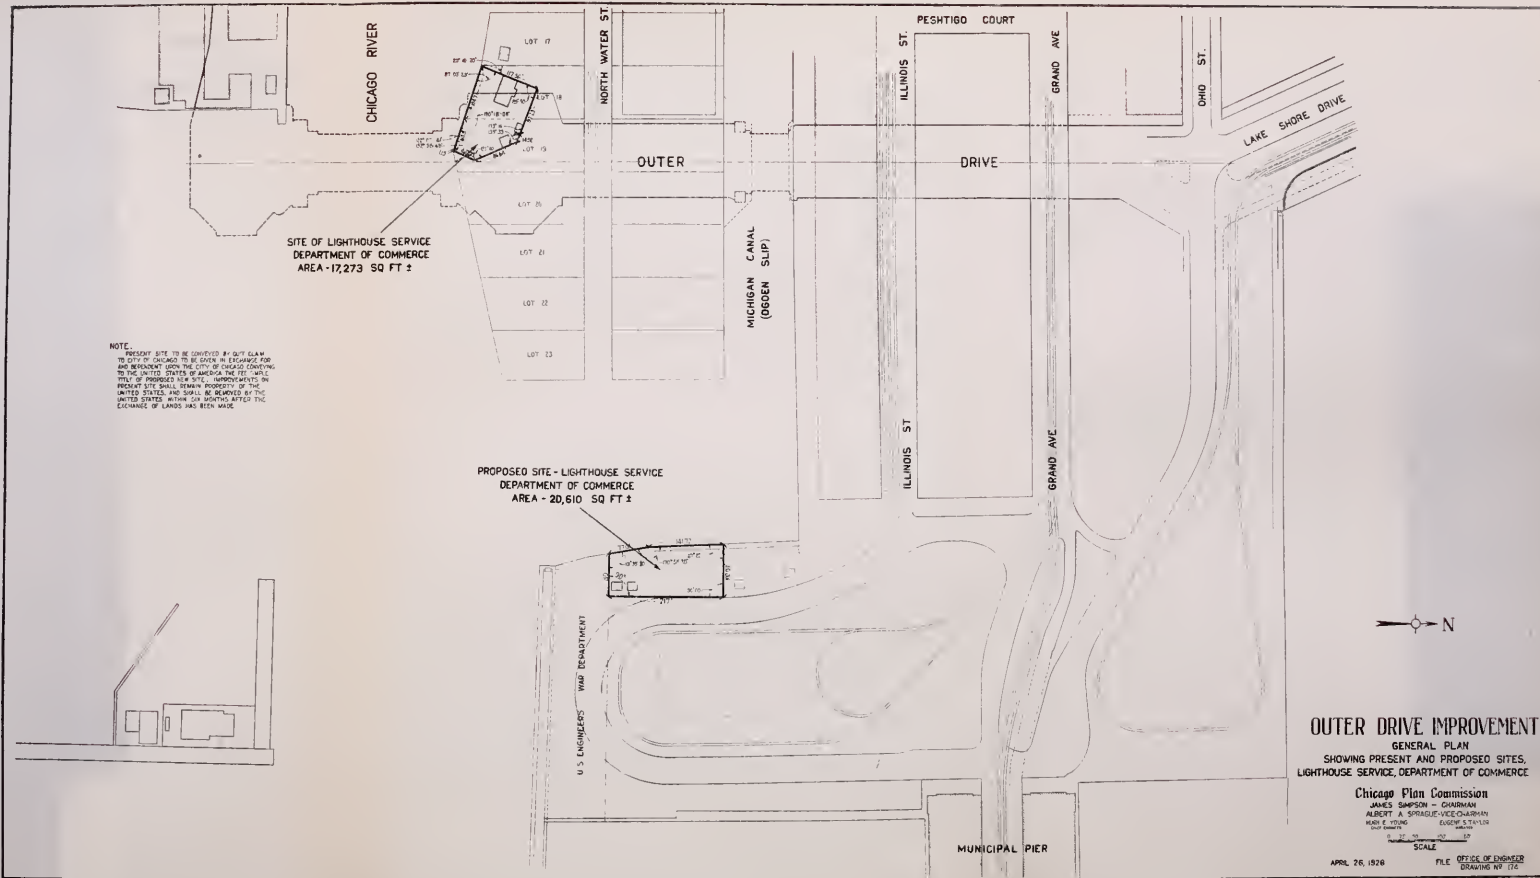 CHICAGO RIVER
NORTH WATER ST.
PESHTIGO COURT
ILLINOIS ST.
GRAND AVE
OHIO ST.
LAKE SHORE DRIVE
LOT 17
LOT 18
LOT 19
OUTER
DRIVE
LOT 20
LOT 21
LOT 22
LOT 23
MICHIGAN CANAL
(OGDEN SLIP)
SITE OF LIGHTHOUSE SERVICE
DEPARTMENT OF COMMERCE
AREA - 17,273 SQ FT ±
NOTE:
PRESENT SITE TO BE CONVEYED BY QUIT CLAIM
TO CITY OF CHICAGO TO BE GIVEN IN EXCHANGE FOR
AND DEPENDENT UPON THE CITY OF CHICAGO CONVEYING
TO THE UNITED STATES OF AMERICA THE FEE SIMPLE
TITLE OF PROPOSED NEW SITE. IMPROVEMENTS ON
PRESENT SITE SHALL REMAIN PROPERTY OF THE
UNITED STATES, AND SHALL BE REMOVED BY THE
UNITED STATES WITHIN SIX MONTHS AFTER THE
EXCHANGE OF LANDS HAS BEEN MADE
ILLINOIS ST
GRAND AVE
PROPOSED SITE - LIGHTHOUSE SERVICE
DEPARTMENT OF COMMERCE
AREA - 20,610 SQ FT ±
U S ENGINEERS WAR DEPARTMENT
N
MUNICIPAL PIER
OUTER DRIVE IMPROVEMENT
GENERAL PLAN
SHOWING PRESENT AND PROPOSED SITES,
LIGHTHOUSE SERVICE, DEPARTMENT OF COMMERCE
Chicago Plan Commission
JAMES SIMPSON - CHAIRMAN
ALBERT A SPRAGUE - VICE-CHAIRMAN
HUGH E YOUNG EUGENE S TAYLOR
SCALE
APRIL 26, 1928
FILE OFFICE OF ENGINEER
DRAWING Nº 174